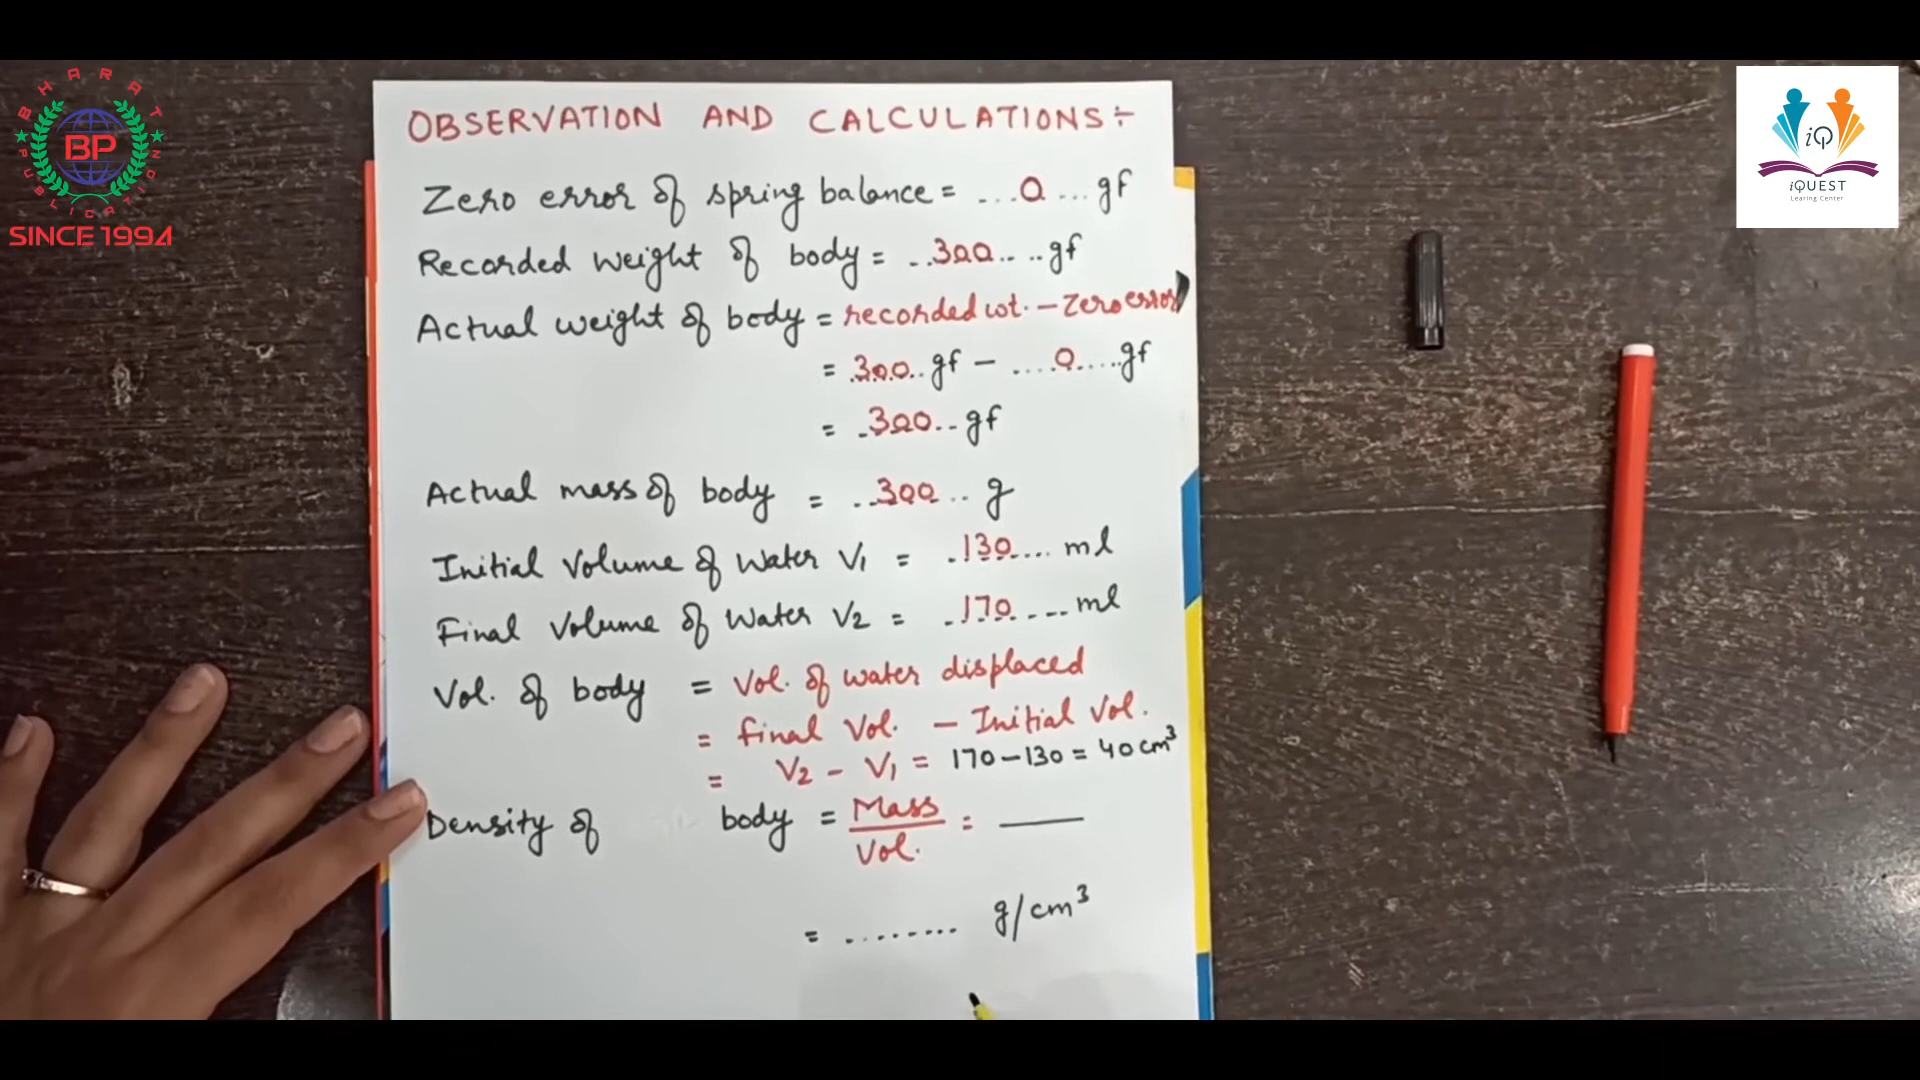 BHARAT
PUBLICATION
BP
SINCE 1994
iQ
iQUEST
Learing Center
OBSERVATION AND CALCULATIONS:-
Zero error of spring balance = ...0...gf
Recorded weight of body = ..300....gf
Actual weight of body = recorded wt. - Zero error
= 300..gf - ....0....gf
= .300..gf
Actual mass of body = ..300.. g
Initial Volume of Water V1 = .130.... ml
Final Volume of Water V2 = .170....ml
Vol. of body = Vol. of water displaced
= final Vol. - Initial Vol.
= V2 - V1 = 170-130 = 40 cm³
Density of body = Mass/Vol. = ____
= ........ g/cm³